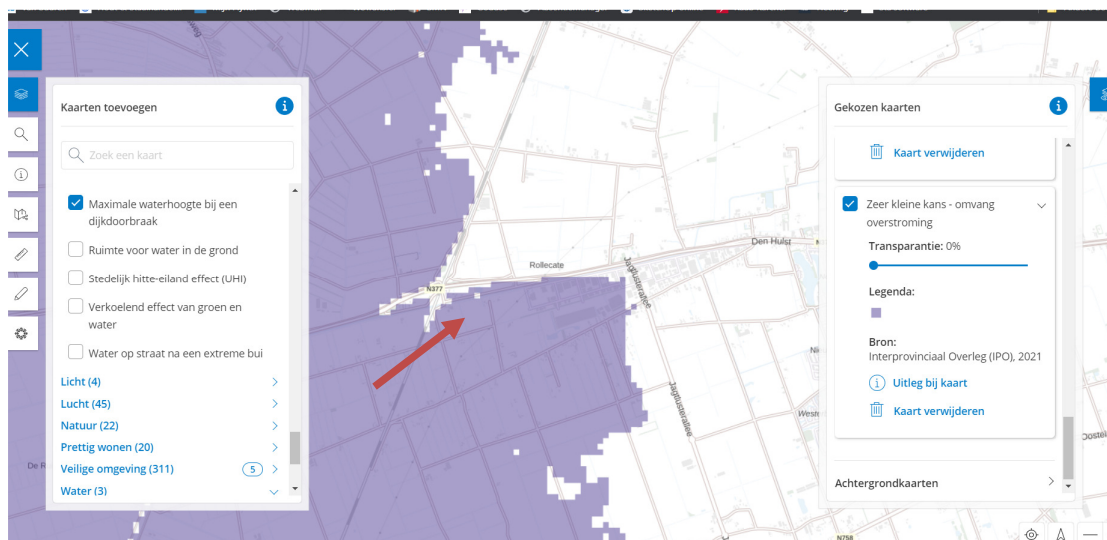 Kaarten toevoegen
Zoek een kaart
Maximale waterhoogte bij een
dijkdoorbraak
Ruimte voor water in de grond
Stedelijk hitte-eiland effect (UHI)
Verkoelend effect van groen en
water
Water op straat na een extreme bui
Licht (4)
Lucht (45)
Natuur (22)
Prettig wonen (20)
Veilige omgeving (311)
5
Water (3)
De R
N377
Rollecate
Jagtlusterallee
Den Hulst
Jagtlusterallee
N758
Gekozen kaarten
Kaart verwijderen
Zeer kleine kans - omvang
overstroming
Transparantie: 0%
Legenda:
Bron:
Interprovinciaal Overleg (IPO), 2021
Uitleg bij kaart
Kaart verwijderen
Achtergrondkaarten